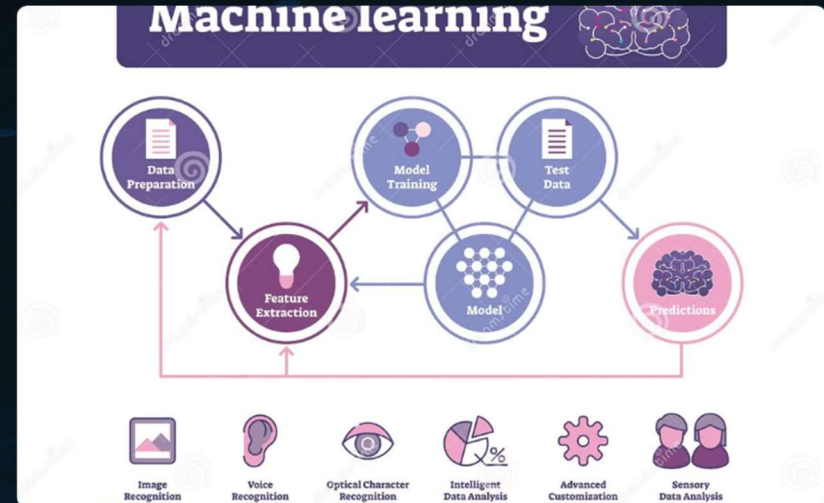 Machine learning
Data
Preparation
Model
Training
Test
Data
Feature
Extraction
Model
Predictions
%
Image
Recognition
Voice
Recognition
Optical Character
Recognition
Intelligent
Data Analysis
Advanced
Customization
Sensory
Data Analysis
dreamstime